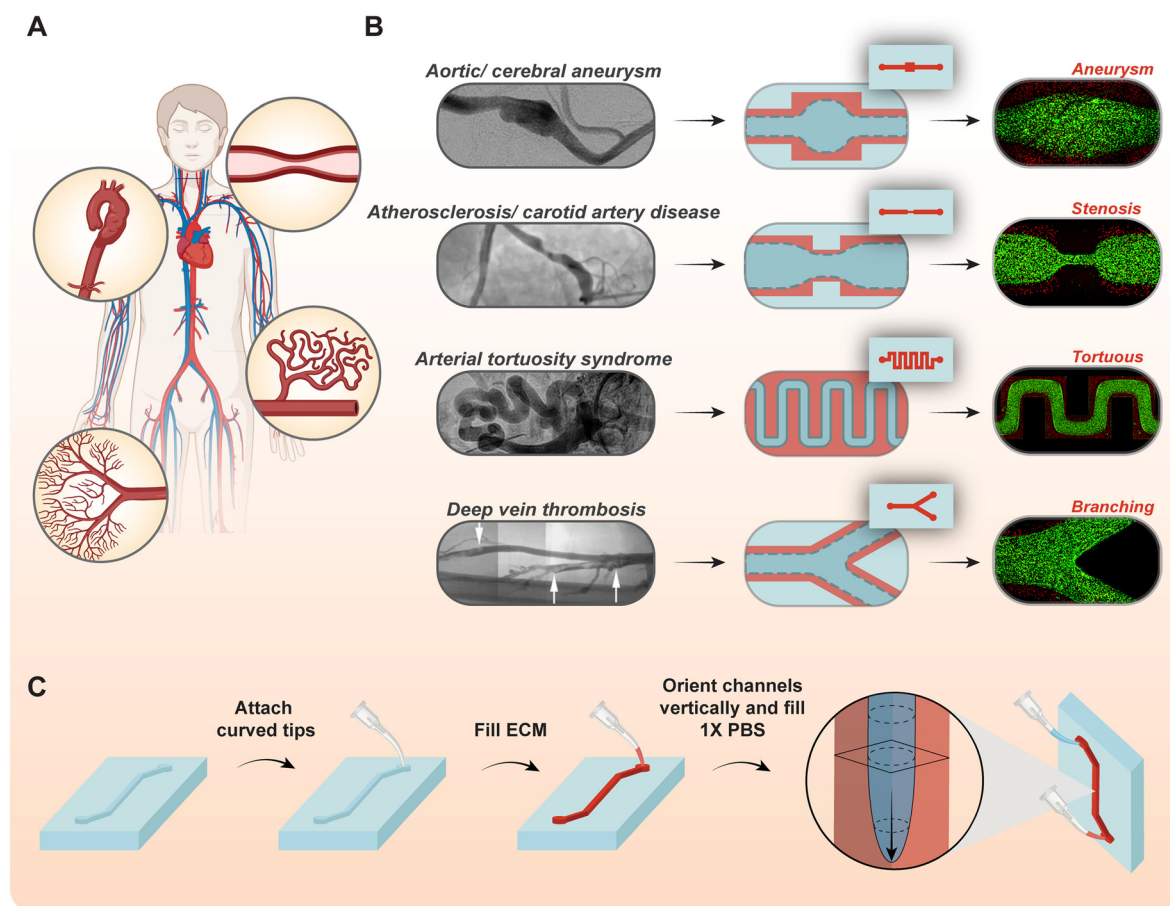 A
B
Aortic/ cerebral aneurysm
Aneurysm
Atherosclerosis/ carotid artery disease
Stenosis
Arterial tortuosity syndrome
Tortuous
Deep vein thrombosis
Branching
C
Attach
curved tips
Fill ECM
Orient channels
vertically and fill
1X PBS